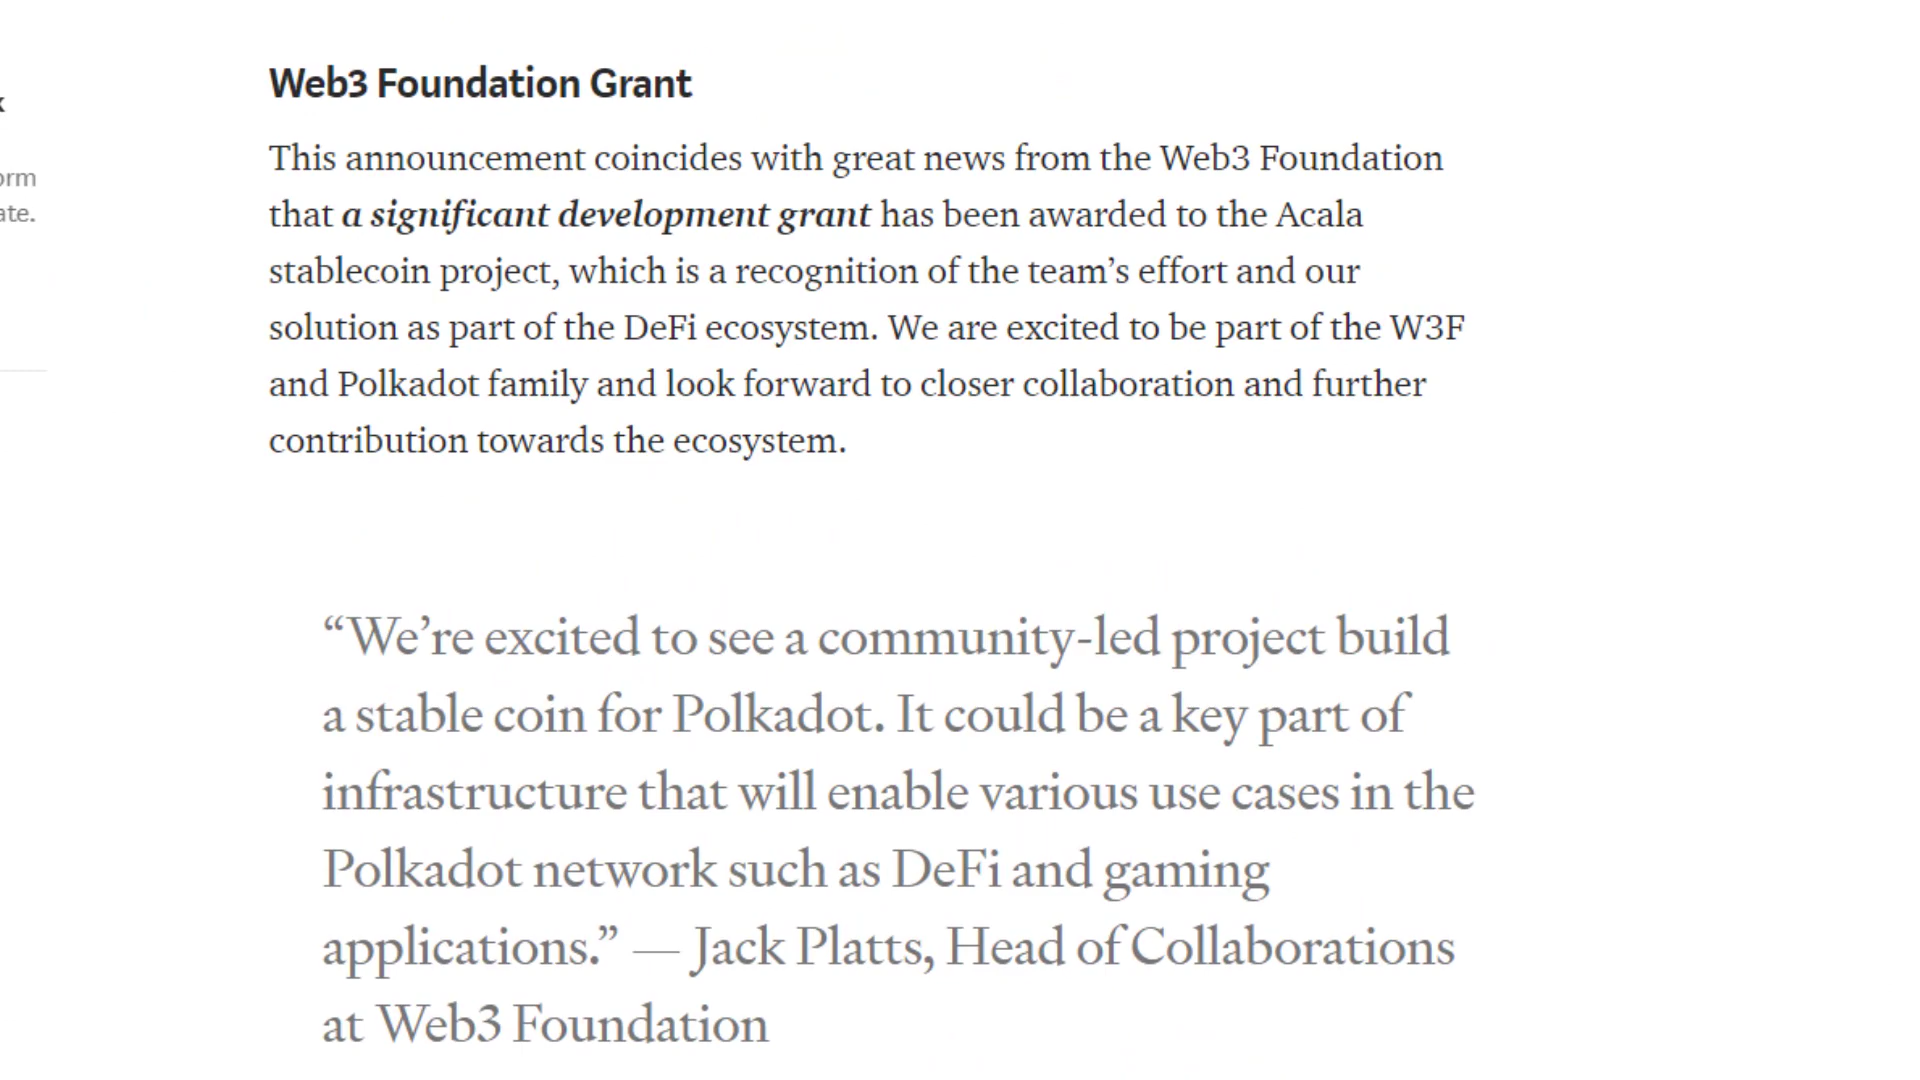 Web3 Foundation Grant
This announcement coincides with great news from the Web3 Foundation
that a significant development grant has been awarded to the Acala
stablecoin project, which is a recognition of the team’s effort and our
solution as part of the DeFi ecosystem. We are excited to be part of the W3F
and Polkadot family and look forward to closer collaboration and further
contribution towards the ecosystem.
“We’re excited to see a community-led project build
a stable coin for Polkadot. It could be a key part of
infrastructure that will enable various use cases in the
Polkadot network such as DeFi and gaming
applications.” — Jack Platts, Head of Collaborations
at Web3 Foundation